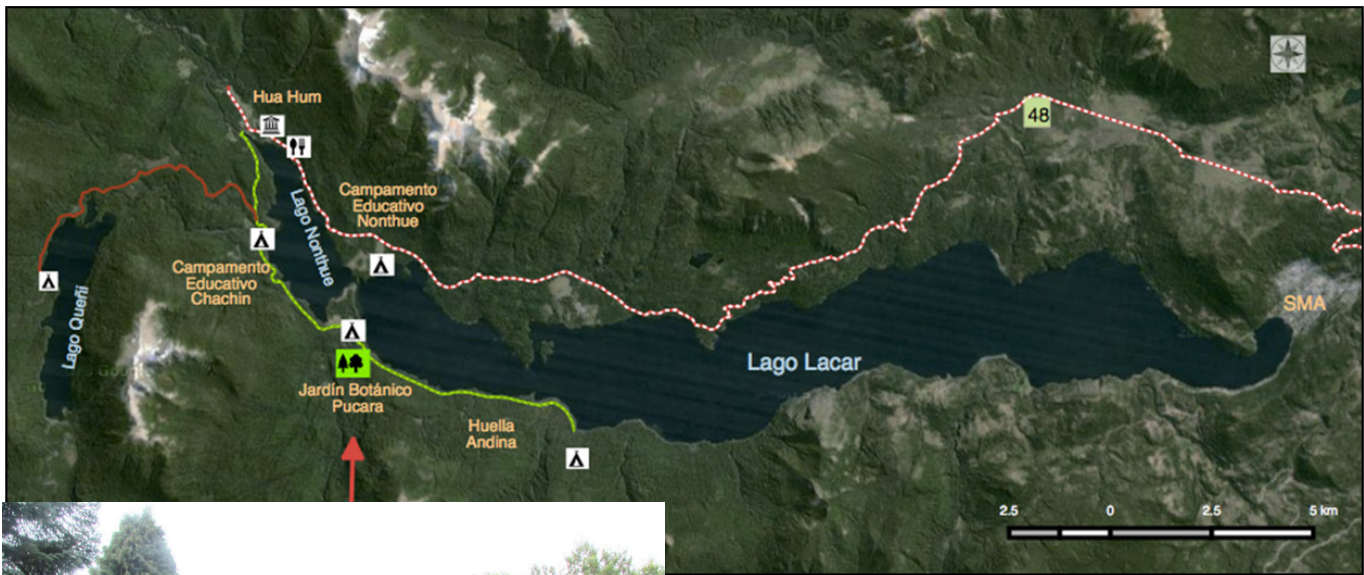 Hua Hum
48
Campamento
Educativo
Nonthue
Lago Nonthue
Campamento
Educativo
Chachin
Lago Queñi
SMA
Lago Lacar
Jardín Botánico
Pucara
Huella
Andina
2.5 0 2.5 5 km